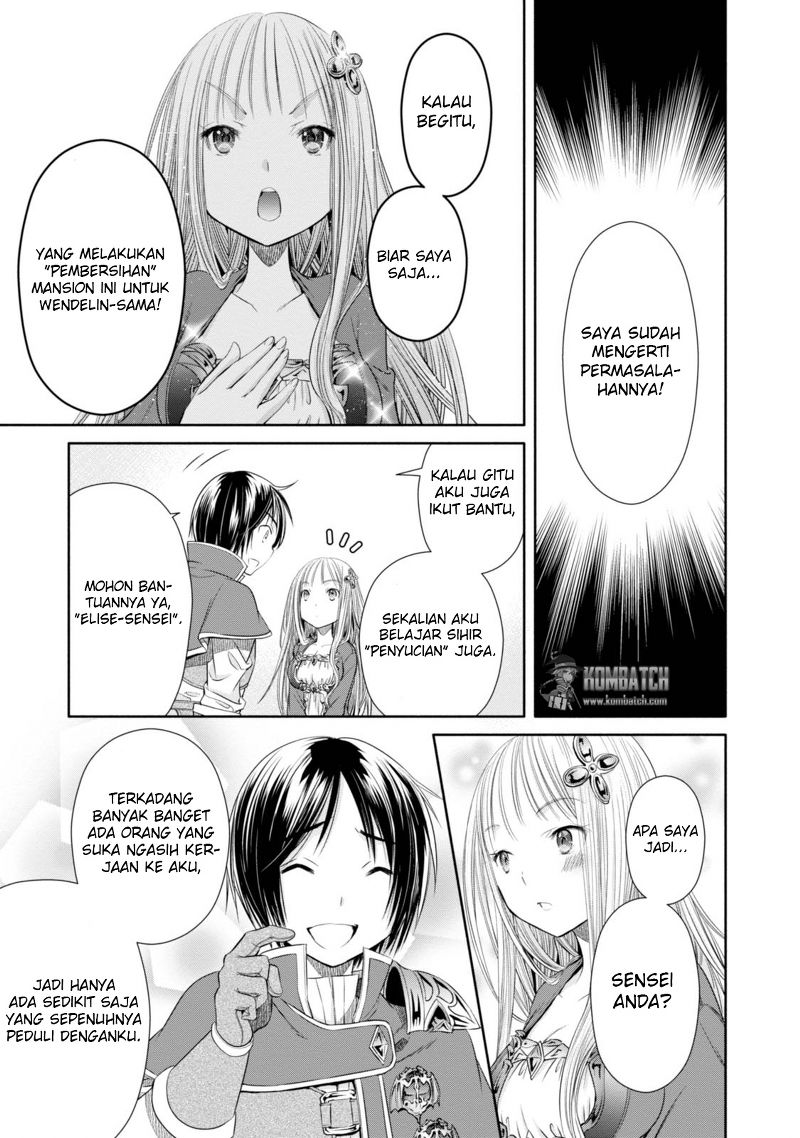 SAYA SUDAH
MENGERTI
PERMASALA-
HANNYA!
KALAU
BEGITU,
BIAR SAYA
SAJA...
YANG MELAKUKAN
"PEMBERSIHAN"
MANSION INI UNTUK
WENDELIN-SAMA!
KALAU GITU
AKU JUGA
IKUT BANTU,
SEKALIAN AKU
BELAJAR SIHIR
"PENYUCIAN" JUGA.
MOHON BAN-
TUANNYA YA,
"ELISE-SENSEI".
KOMBATCH
www.kombatch.com
APA SAYA
JADI...
SENSEI
ANDA?
TERKADANG
BANYAK BANGET
ADA ORANG YANG
SUKA NGASIH KER-
JAAN KE AKU,
JADI HANYA
ADA SEDIKIT SAJA
YANG SEPENUHNYA
PEDULI DENGANKU.